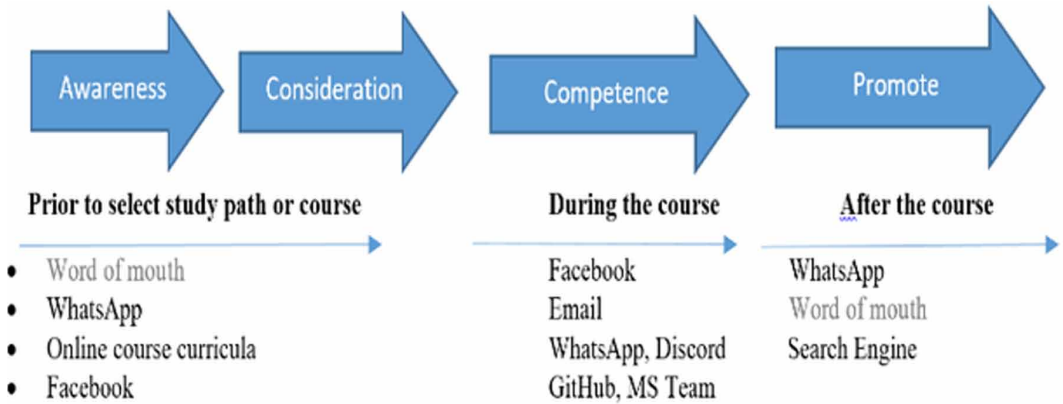 Awareness
Consideration
Competence
Promote
Prior to select study path or course
During the course
After the course
• Word of mouth
• WhatsApp
• Online course curricula
• Facebook
Facebook
Email
WhatsApp, Discord
GitHub, MS Team
WhatsApp
Word of mouth
Search Engine